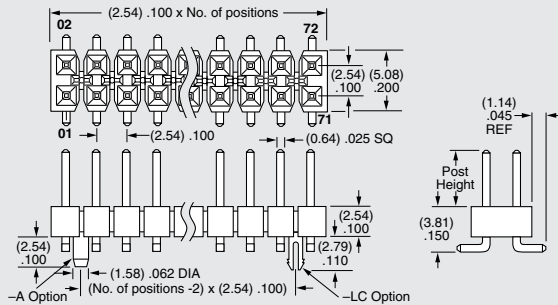 (2.54) .100 x No. of positions
02
72
(2.54)
.100
(5.08)
.200
01
(2.54) .100
71
(0.64) .025 SQ
(1.14)
.045
REF
Post
Height
(2.54)
.100
(3.81)
.150
(2.54)
.100
(2.79)
.110
(1.58) .062 DIA
–A Option
(No. of positions -2) x (2.54) .100)
–LC Option